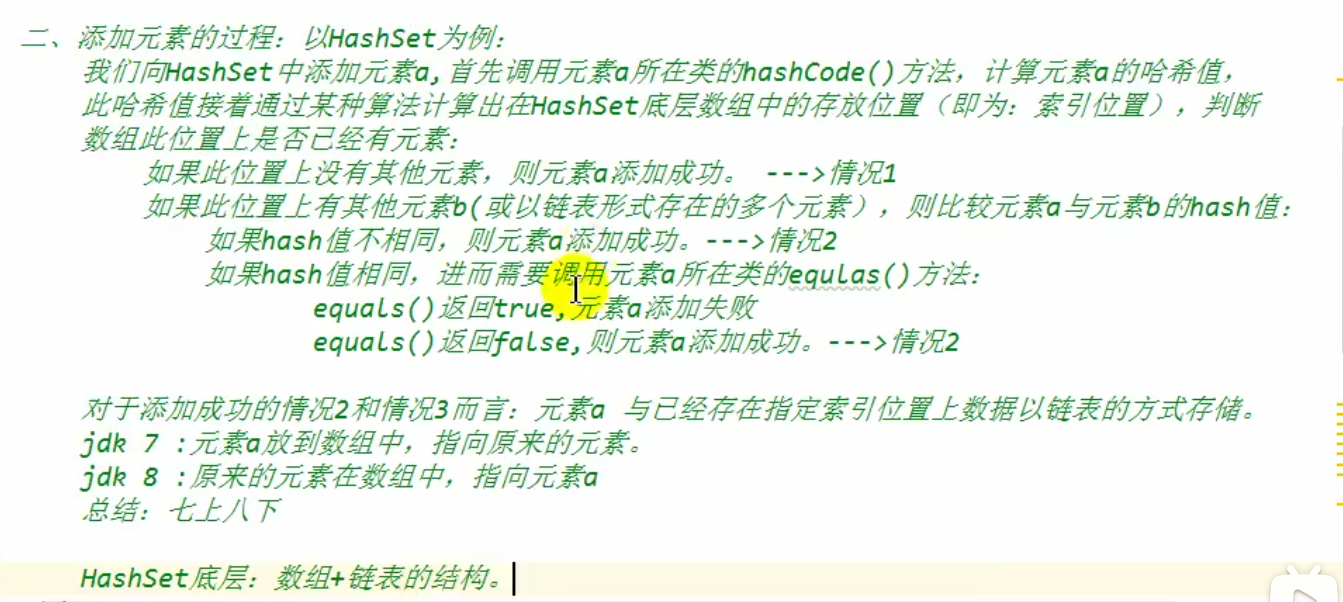 二、添加元素的过程：以HashSet为例：
我们向HashSet中添加元素a,首先调用元素a所在类的hashCode()方法，计算元素a的哈希值，
此哈希值接着通过某种算法计算出在HashSet底层数组中的存放位置（即为：索引位置），判断
数组此位置上是否已经有元素：
如果此位置上没有其他元素，则元素a添加成功。 --->情况1
如果此位置上有其他元素b(或以链表形式存在的多个元素），则比较元素a与元素b的hash值：
如果hash值不相同，则元素a添加成功。--->情况2
如果hash值相同，进而需要调用元素a所在类的equlas()方法：
equals()返回true,元素a添加失败
equals()返回false,则元素a添加成功。--->情况2
对于添加成功的情况2和情况3而言：元素a 与已经存在指定索引位置上数据以链表的方式存储。
jdk 7 :元素a放到数组中，指向原来的元素。
jdk 8 :原来的元素在数组中，指向元素a
总结：七上八下
HashSet底层：数组+链表的结构。